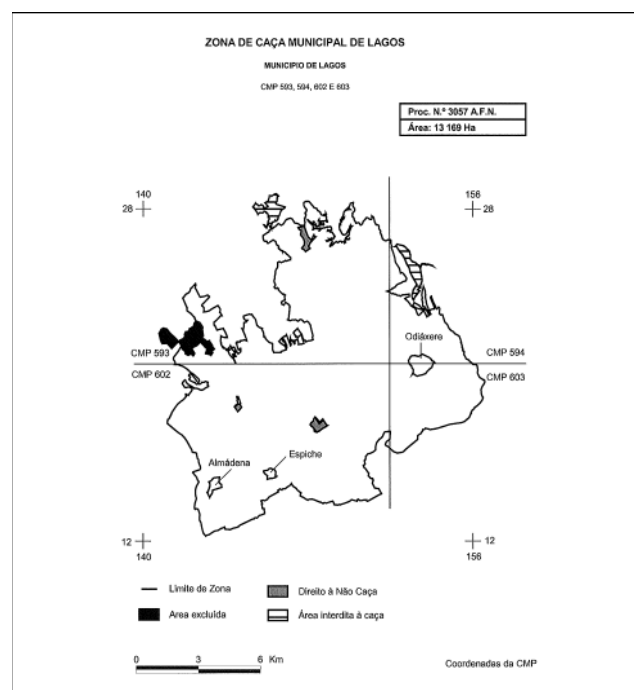 ZONA DE CAÇA MUNICIPAL DE LAGOS
MUNICIPIO DE LAGOS
CMP 593, 594, 602 E 603
Proc. N.º 3057 A.F.N.
Área: 13 169 Ha
140
156
28
28
Odiáxere
CMP 593
CMP 594
CMP 602
CMP 603
Almádena
Espiche
12
12
140
156
Limite de Zona
Direito à Não Caça
Area excluída
Área interdita à caça
0 3 6 Km
Coordenadas da CMP